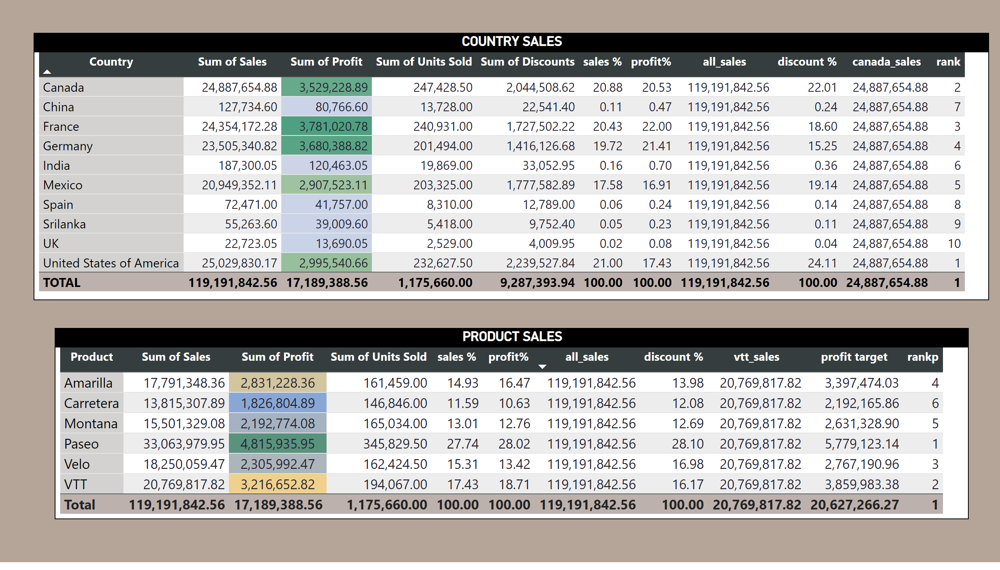 COUNTRY SALES
Country Sum of Sales Sum of Profit Sum of Units Sold Sum of Discounts sales % profit% all_sales discount % canada_sales rank
Canada 24,887,654.88 3,529,228.89 247,428.50 2,044,508.62 20.88 20.53 119,191,842.56 22.01 24,887,654.88 2
China 127,734.60 80,766.60 13,728.00 22,541.40 0.11 0.47 119,191,842.56 0.24 24,887,654.88 7
France 24,354,172.28 3,781,020.78 240,931.00 1,727,502.22 20.43 22.00 119,191,842.56 18.60 24,887,654.88 3
Germany 23,505,340.82 3,680,388.82 201,494.00 1,416,126.68 19.72 21.41 119,191,842.56 15.25 24,887,654.88 4
India 187,300.05 120,463.05 19,869.00 33,052.95 0.16 0.70 119,191,842.56 0.36 24,887,654.88 6
Mexico 20,949,352.11 2,907,523.11 203,325.00 1,777,582.89 17.58 16.91 119,191,842.56 19.14 24,887,654.88 5
Spain 72,471.00 41,757.00 8,310.00 12,789.00 0.06 0.24 119,191,842.56 0.14 24,887,654.88 8
Srilanka 55,263.60 39,009.60 5,418.00 9,752.40 0.05 0.23 119,191,842.56 0.11 24,887,654.88 9
UK 22,723.05 13,690.05 2,529.00 4,009.95 0.02 0.08 119,191,842.56 0.04 24,887,654.88 10
United States of America 25,029,830.17 2,995,540.66 232,627.50 2,239,527.84 21.00 17.43 119,191,842.56 24.11 24,887,654.88 1
TOTAL 119,191,842.56 17,189,388.56 1,175,660.00 9,287,393.94 100.00 100.00 119,191,842.56 100.00 24,887,654.88 1
PRODUCT SALES
Product Sum of Sales Sum of Profit Sum of Units Sold sales % profit% all_sales discount % vtt_sales profit target rankp
Amarilla 17,791,348.36 2,831,228.36 161,459.00 14.93 16.47 119,191,842.56 13.98 20,769,817.82 3,397,474.03 4
Carretera 13,815,307.89 1,826,804.89 146,846.00 11.59 10.63 119,191,842.56 12.08 20,769,817.82 2,192,165.86 6
Montana 15,501,329.08 2,192,774.08 165,034.00 13.01 12.76 119,191,842.56 12.69 20,769,817.82 2,631,328.90 5
Paseo 33,063,979.95 4,815,935.95 345,829.50 27.74 28.02 119,191,842.56 28.10 20,769,817.82 5,779,123.14 1
Velo 18,250,059.47 2,305,992.47 162,424.50 15.31 13.42 119,191,842.56 16.98 20,769,817.82 2,767,190.96 3
VTT 20,769,817.82 3,216,652.82 194,067.00 17.43 18.71 119,191,842.56 16.17 20,769,817.82 3,859,983.38 2
Total 119,191,842.56 17,189,388.56 1,175,660.00 100.00 100.00 119,191,842.56 100.00 20,769,817.82 20,627,266.27 1